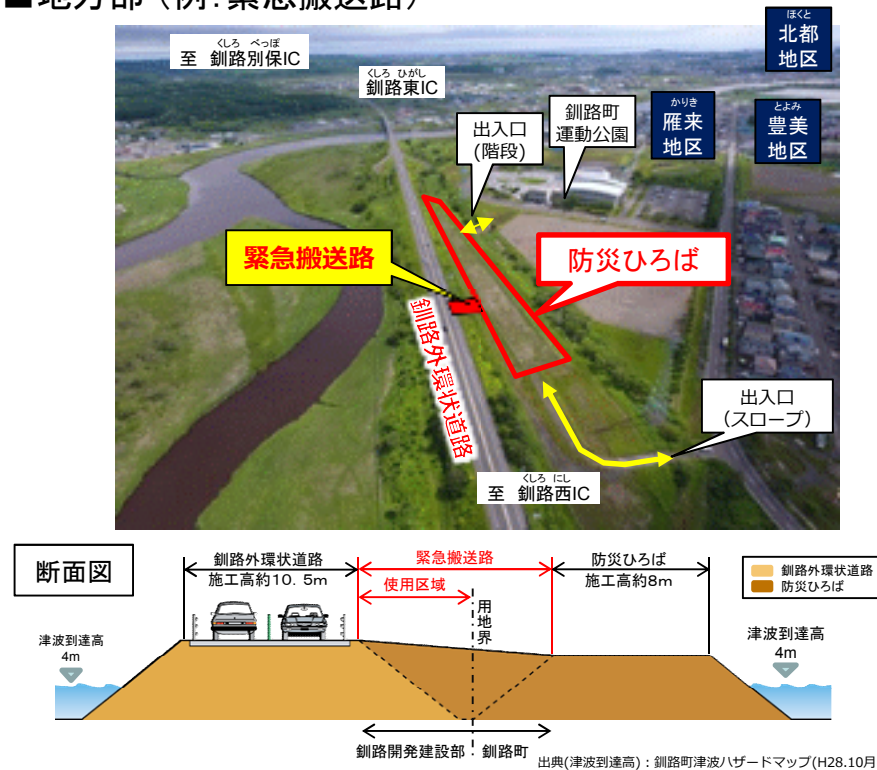 ■地方部（例：緊急搬送路）
ほくと
北都
地区
くしろ べっぽ
至 釧路別保IC
くしろ ひがし
釧路東IC
出入口
(階段)
釧路町
運動公園
かりき
雁来
地区
とよみ
豊美
地区
緊急搬送路
防災ひろば
釧路外環状道路
出入口
(スロープ)
くしろ にし
至 釧路西IC
断面図
釧路外環状道路
施工高約10．5m
緊急搬送路
使用区域
用地界
防災ひろば
施工高約8m
釧路外環状道路
防災ひろば
津波到達高
4m
津波到達高
4m
釧路開発建設部
釧路町
出典(津波到達高)：釧路町津波ハザードマップ(H28.10月